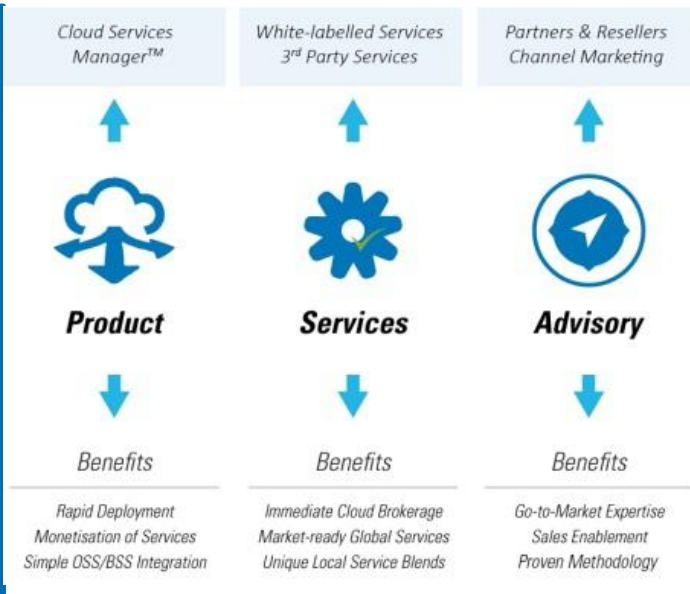 Cloud Services
Manager™
White-labelled Services
3rd Party Services
Partners & Resellers
Channel Marketing
Product
Services
Advisory
Benefits
Rapid Deployment
Monetisation of Services
Simple OSS/BSS Integration
Benefits
Immediate Cloud Brokerage
Market-ready Global Services
Unique Local Service Blends
Benefits
Go-to-Market Expertise
Sales Enablement
Proven Methodology